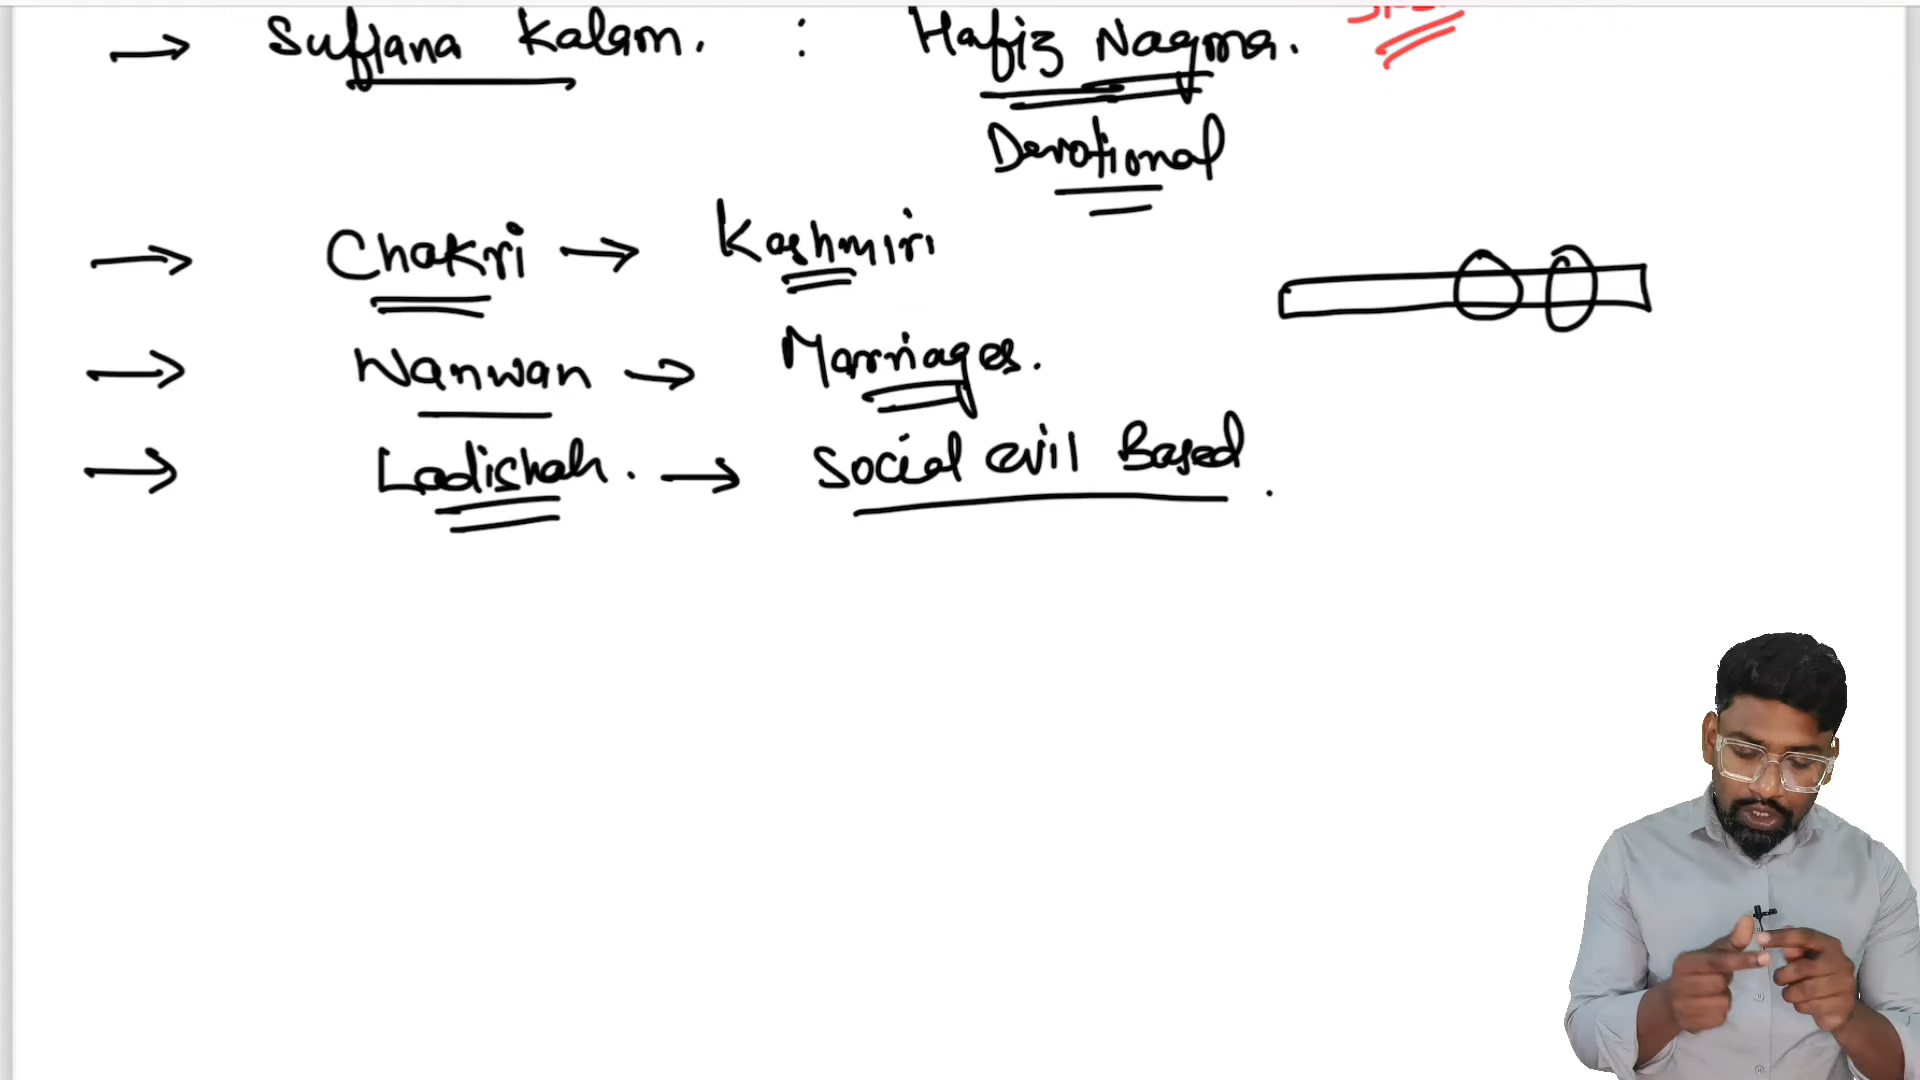 → Sufiana Kalam. : Hafiz Nagma.
Devotional
→ Chakri → Kashmiri
→ Wanwan → Marriages.
→ Ladishah. → Social evil Based.